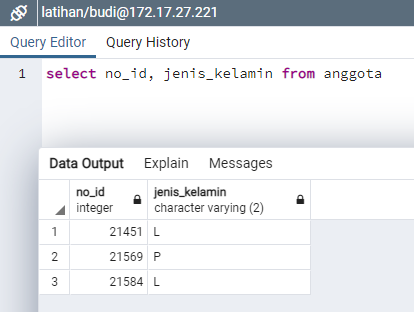 latihan/budi@172.17.27.221
Query Editor Query History
1 select no_id, jenis_kelamin from anggota
Data Output Explain Messages
no_id jenis_kelamin
integer character varying (2)
1 21451 L
2 21569 P
3 21584 L